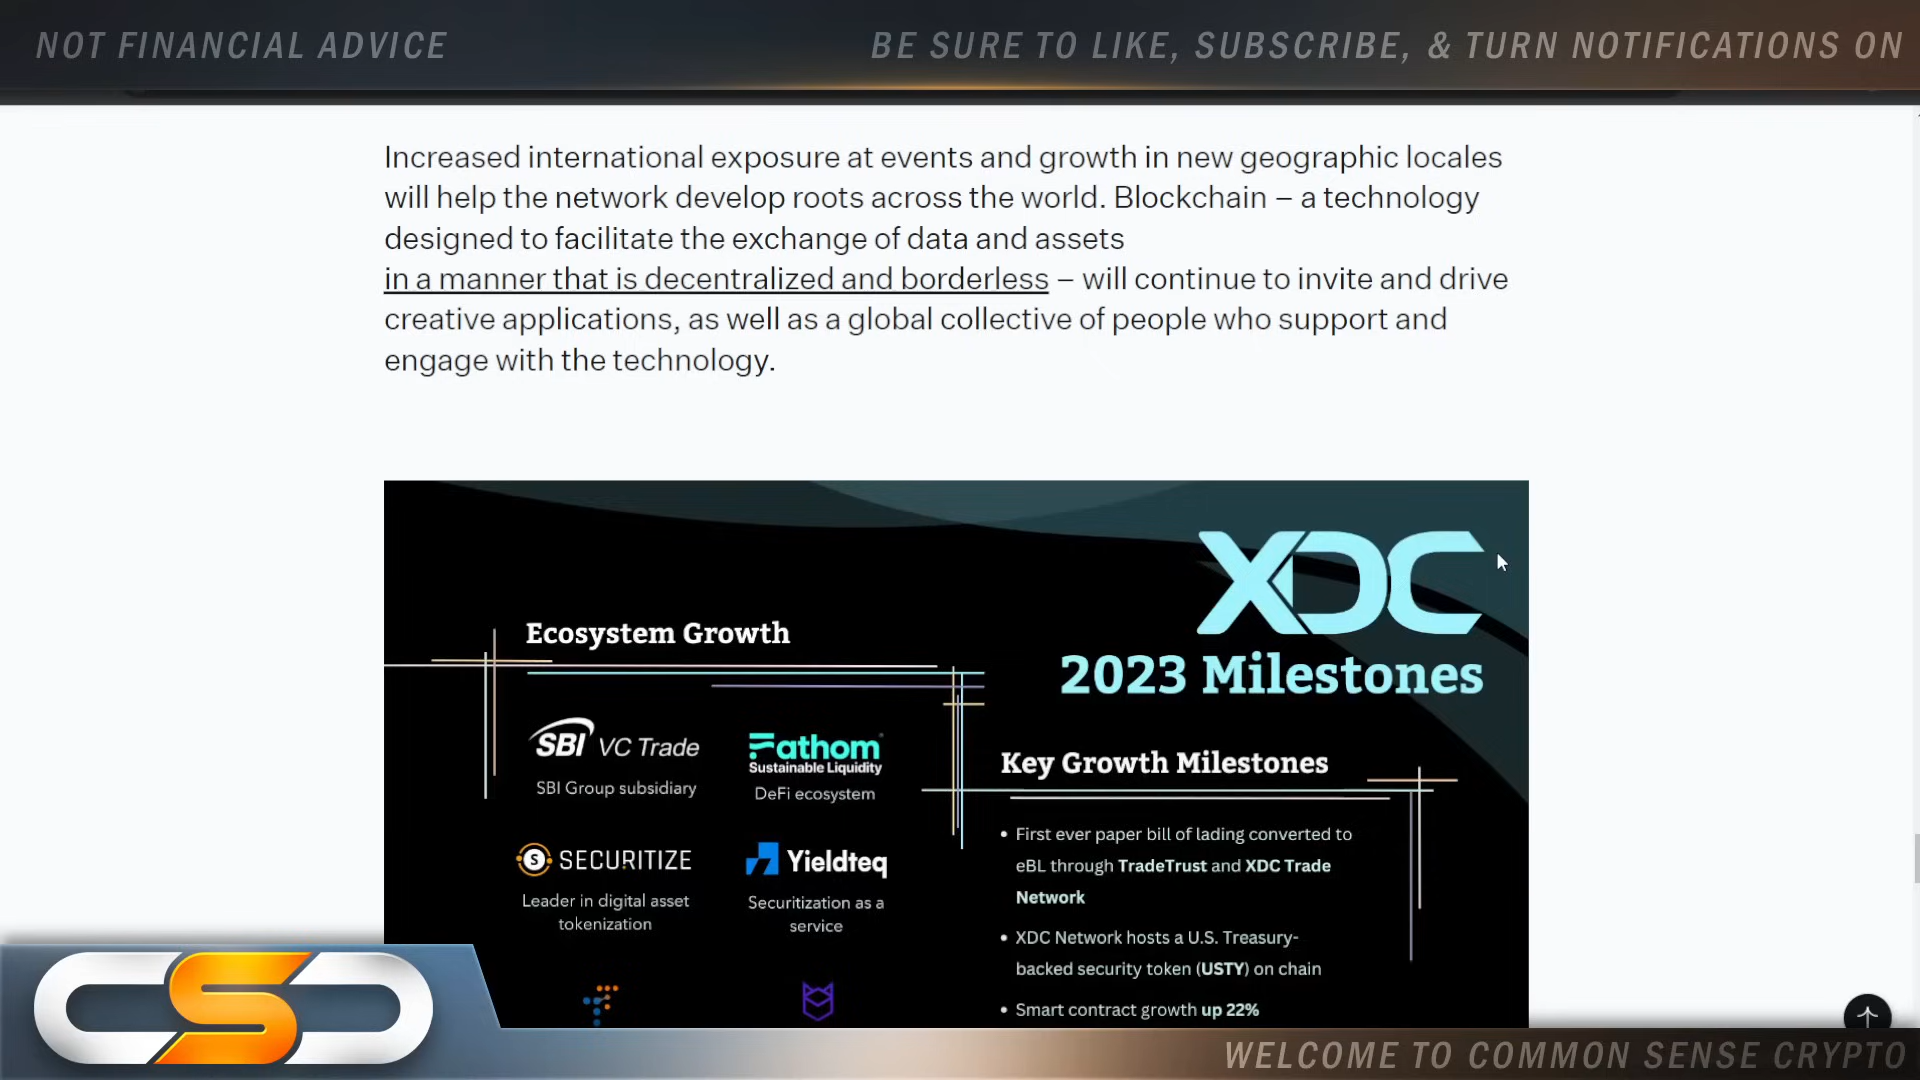 NOT FINANCIAL ADVICE
BE SURE TO LIKE, SUBSCRIBE, & TURN NOTIFICATIONS ON
Increased international exposure at events and growth in new geographic locales
will help the network develop roots across the world. Blockchain – a technology
designed to facilitate the exchange of data and assets
in a manner that is decentralized and borderless – will continue to invite and drive
creative applications, as well as a global collective of people who support and
engage with the technology.
XDC
2023 Milestones
Ecosystem Growth
SBI VC Trade
SBI Group subsidiary
Fathom
Sustainable Liquidity
DeFi ecosystem
S SECURITIZE
Leader in digital asset
tokenization
Yieldteq
Securitization as a
service
Key Growth Milestones
• First ever paper bill of lading converted to
eBL through TradeTrust and XDC Trade
Network
• XDC Network hosts a U.S. Treasury-
backed security token (USTY) on chain
• Smart contract growth up 22%
CSC
WELCOME TO COMMON SENSE CRYPTO